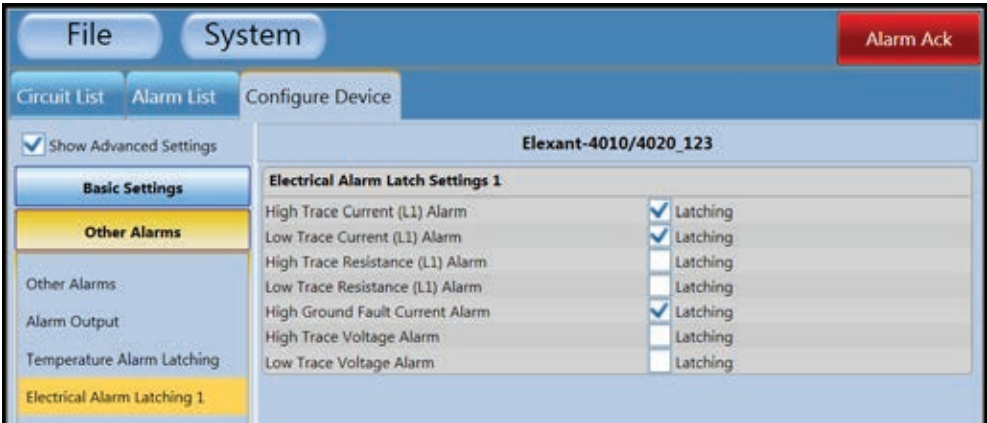 File System Alarm Ack
Circuit List Alarm List Configure Device
Show Advanced Settings
Basic Settings
Other Alarms
Other Alarms
Alarm Output
Temperature Alarm Latching
Electrical Alarm Latching 1
Elexant-4010/4020_123
Electrical Alarm Latch Settings 1
High Trace Current (L1) Alarm Latching
Low Trace Current (L1) Alarm Latching
High Trace Resistance (L1) Alarm Latching
Low Trace Resistance (L1) Alarm Latching
High Ground Fault Current Alarm Latching
High Trace Voltage Alarm Latching
Low Trace Voltage Alarm Latching